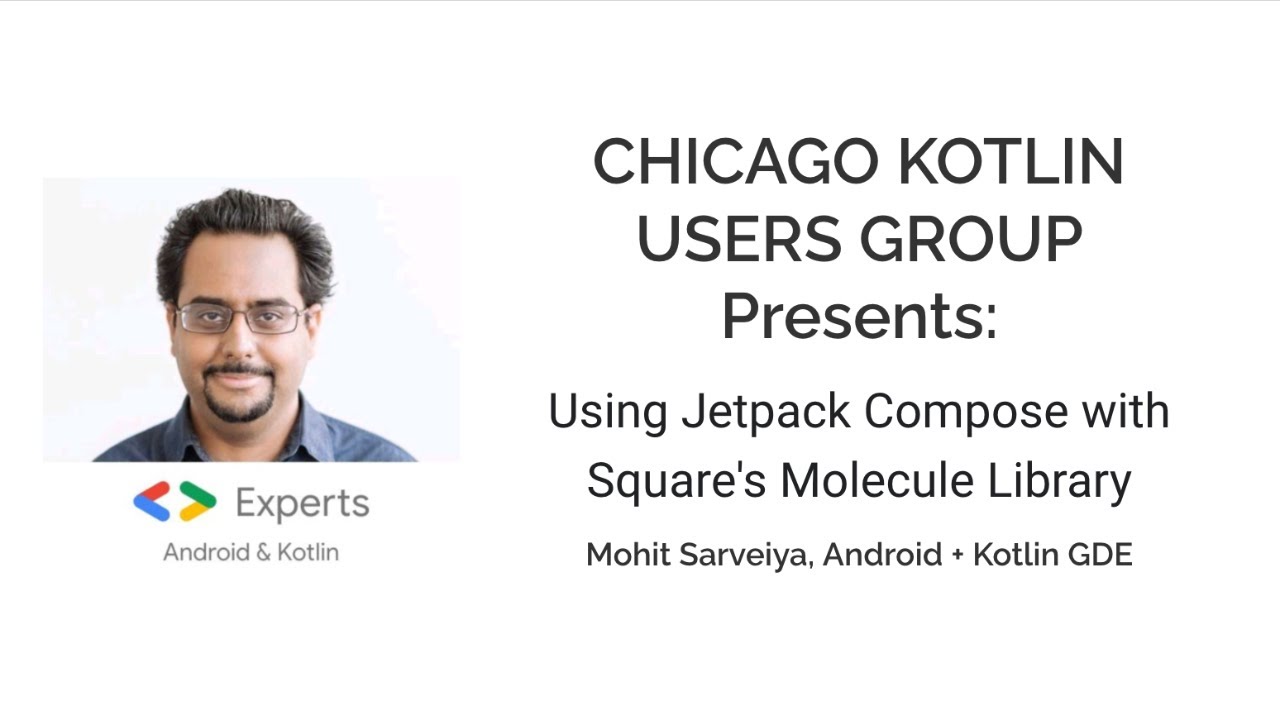 CHICAGO KOTLIN
USERS GROUP
Presents:
Using Jetpack Compose with
Square's Molecule Library
Mohit Sarveiya, Android + Kotlin GDE
Experts
Android & Kotlin